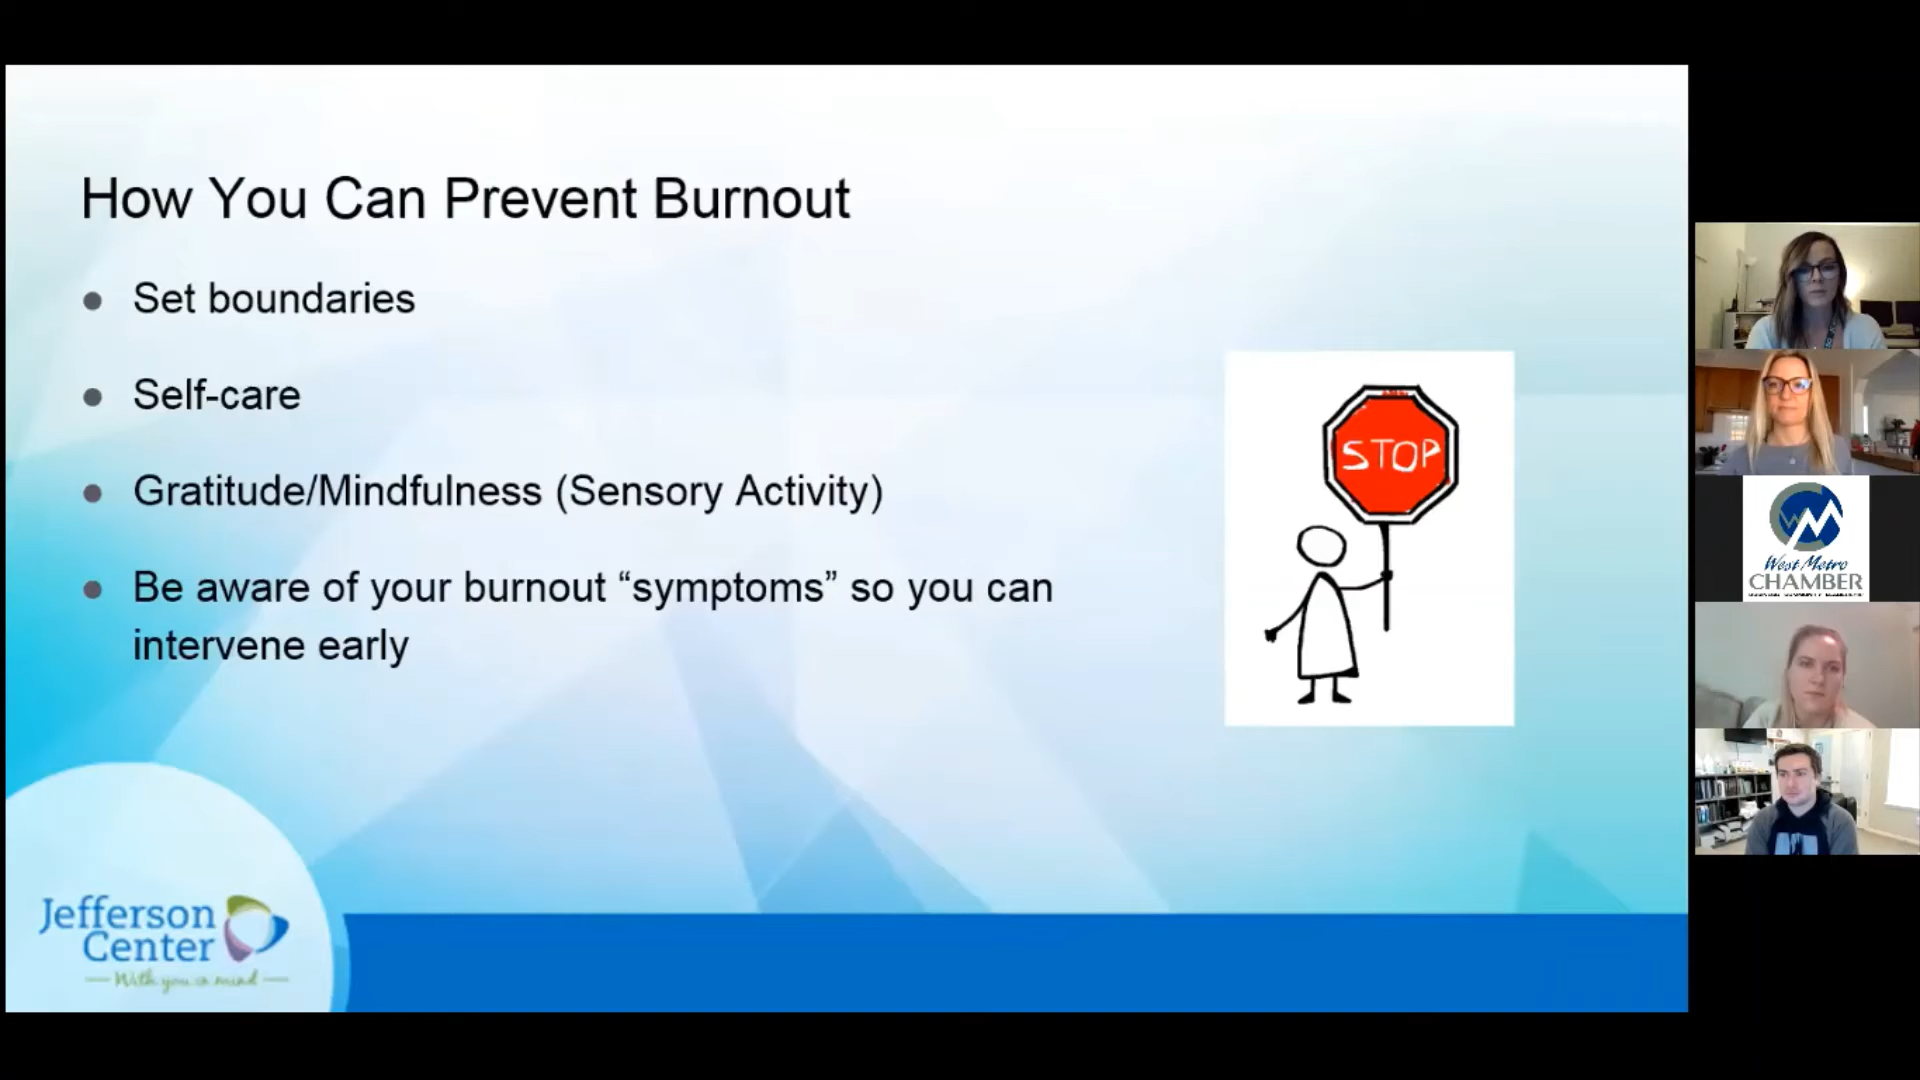 How You Can Prevent Burnout
● Set boundaries
● Self-care
● Gratitude/Mindfulness (Sensory Activity)
● Be aware of your burnout “symptoms” so you can
intervene early
STOP
Jefferson
Center
With you in mind
West Metro
CHAMBER